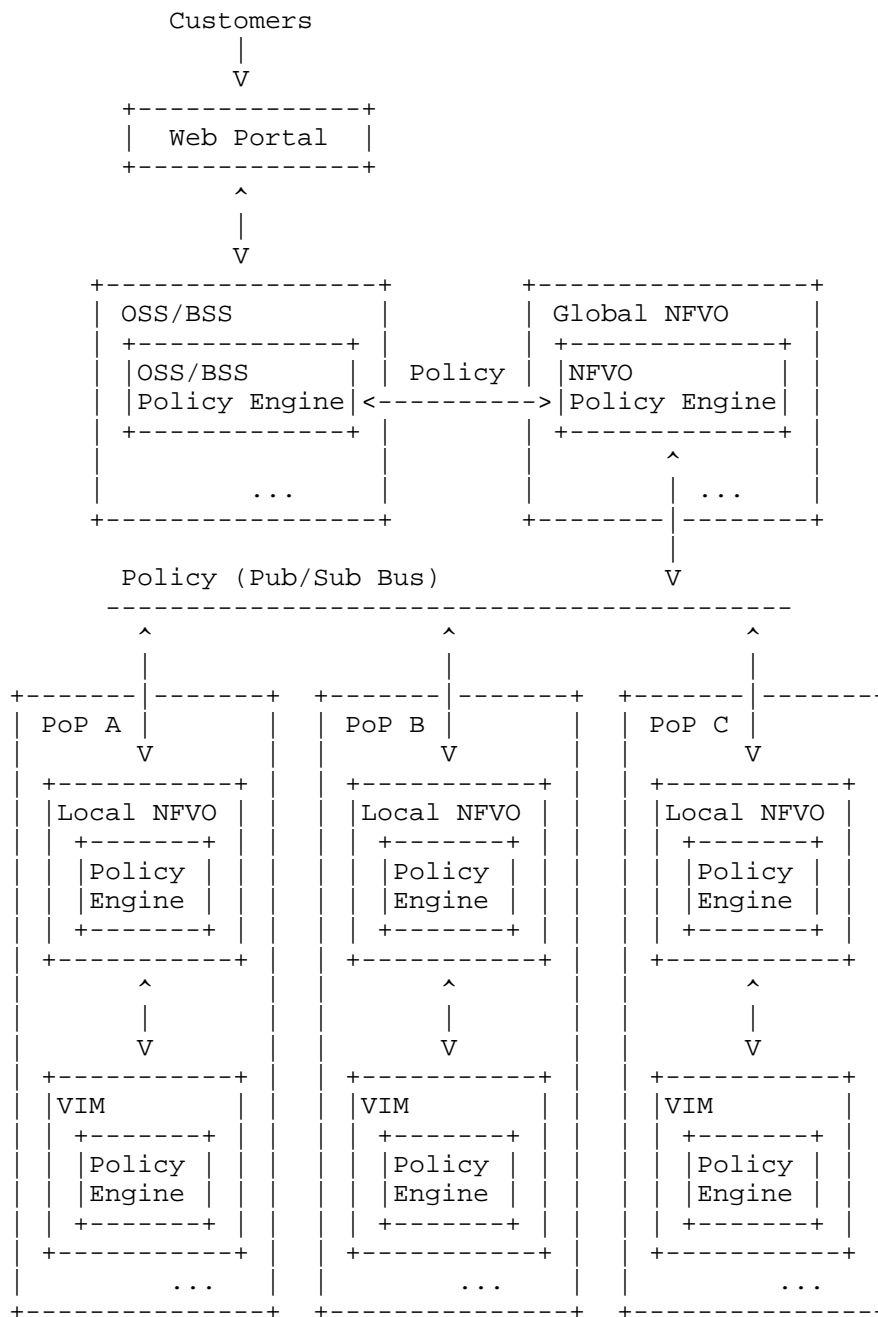 Customers
Web Portal
OSS/BSS Global NFVO
OSS/BSS Policy NFVO
Policy Engine Policy Engine
... ...
Policy (Pub/Sub Bus)
PoP A PoP B PoP C
Local NFVO Local NFVO Local NFVO
Policy Policy Policy
Engine Engine Engine
VIM VIM VIM
Policy Policy Policy
Engine Engine Engine
... ... ...